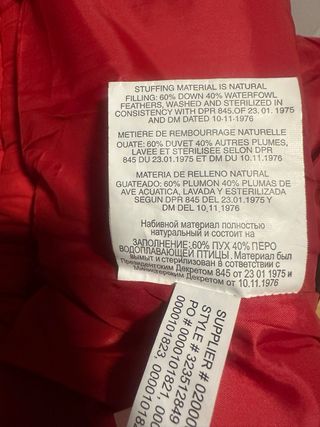 STUFFING MATERIAL IS NATURAL
FILLING: 60% DOWN 40% WATERFOWL
FEATHERS, WASHED AND STERILIZED IN
CONSISTENCY WITH DPR 845.OF 23.01 1975
AND DM DATED 10-11-1976
METIERE DE REMBOURRAGE NATURELLE
OUATE: 60% DUVET 40% AUTRES PLUMES,
LAVEE ET STERILISEE SELON DPR
845 DU 23.01.1975 ET DM DU 10.11.1976
MATERIA DE RELLENO NATURAL
GUATEADO: 60% PLUMON 40% PLUMAS DE
AVE ACUATICA, LAVADA Y ESTERILIZADA
SEGUN DPR 845 DEL 23.01.1975 Y
DM DEL 10.11.1976
Набивной материал полностью
натуральный и состоит на
ЗАПОЛНЕНИЕ:60% ПУХ 40% ПЕРО
ВОДОПЛАВАЮЩЕЙ ПТИЦЫ. Материал был
вымыт и стерилизован в соответствии с
Президентским Декретом 845 от 23 01 1975 и
Министерским Декретом от 10.11.1976
SUPPLIER # 02000
STYLE # 323512849
PO # 0000101821, 000
0000101823, 00001018